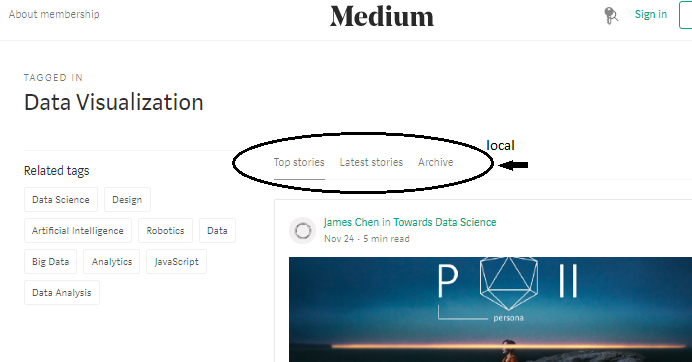 About membership
Medium
Sign in
TAGGED IN
Data Visualization
local
Top stories
Latest stories
Archive
Related tags
Data Science
Design
Artificial Intelligence
Robotics
Data
Big Data
Analytics
JavaScript
Data Analysis
James Chen in Towards Data Science
Nov 24 · 5 min read
P II
persona